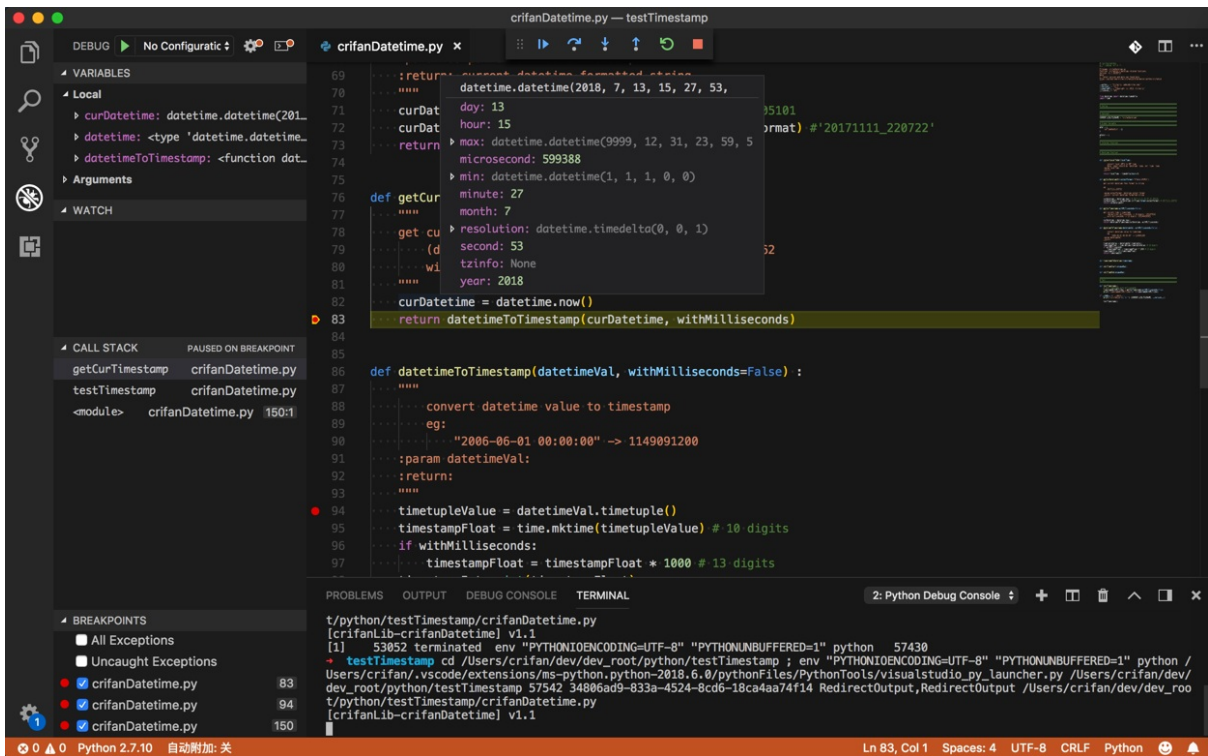 crifanDatetime.py — testTimestamp
DEBUG No Configuratic
crifanDatetime.py ×
VARIABLES
Local
curDatetime: datetime.datetime(201…
datetime: <type 'datetime.datetime…
datetimeToTimestamp: <function dat…
Arguments
WATCH
CALL STACK PAUSED ON BREAKPOINT
getCurTimestamp crifanDatetime.py
testTimestamp crifanDatetime.py
<module> crifanDatetime.py 150:1
BREAKPOINTS
All Exceptions
Uncaught Exceptions
crifanDatetime.py 83
crifanDatetime.py 94
crifanDatetime.py 150
1
69 :return: current datetime formatted string
70 """
71 curDat 05101
72 curDat ormat) #'20171111_220722'
73 return
74
75
76 def getCur
77 """
78 get cu
79 (d 52
80 wi
81 """
82 curDatetime = datetime.now()
83 return datetimeToTimestamp(curDatetime, withMilliseconds)
84
85
86 def datetimeToTimestamp(datetimeVal, withMilliseconds=False) :
87 """
88 convert datetime value to timestamp
89 eg:
90 "2006-06-01 00:00:00" -> 1149091200
91 :param datetimeVal:
92 :return:
93 """
94 timetupleValue = datetimeVal.timetuple()
95 timestampFloat = time.mktime(timetupleValue) # 10 digits
96 if withMilliseconds:
97 timestampFloat = timestampFloat * 1000 # 13 digits
datetime.datetime(2018, 7, 13, 15, 27, 53,
day: 13
hour: 15
max: datetime.datetime(9999, 12, 31, 23, 59, 5
microsecond: 599388
min: datetime.datetime(1, 1, 1, 0, 0)
minute: 27
month: 7
resolution: datetime.timedelta(0, 0, 1)
second: 53
tzinfo: None
year: 2018
PROBLEMS OUTPUT DEBUG CONSOLE TERMINAL 2: Python Debug Console
t/python/testTimestamp/crifanDatetime.py
[crifanLib-crifanDatetime] v1.1
[1] 53052 terminated env "PYTHONIOENCODING=UTF-8" "PYTHONUNBUFFERED=1" python 57430
→ testTimestamp cd /Users/crifan/dev/dev_root/python/testTimestamp ; env "PYTHONIOENCODING=UTF-8" "PYTHONUNBUFFERED=1" python /
Users/crifan/.vscode/extensions/ms-python.python-2018.6.0/pythonFiles/PythonTools/visualstudio_py_launcher.py /Users/crifan/dev/
dev_root/python/testTimestamp 57542 34806ad9-833a-4524-8cd6-18ca4aa74f14 RedirectOutput,RedirectOutput /Users/crifan/dev/dev_roo
t/python/testTimestamp/crifanDatetime.py
[crifanLib-crifanDatetime] v1.1
0 0 Python 2.7.10 自动附加: 关 Ln 83, Col 1 Spaces: 4 UTF-8 CRLF Python